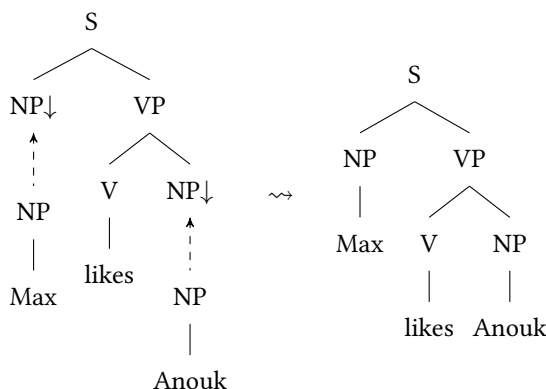 S
S
NP↓ VP
NP VP
V NP↓ ⇝
NP
Max V NP
likes
Max NP
likes Anouk
Anouk